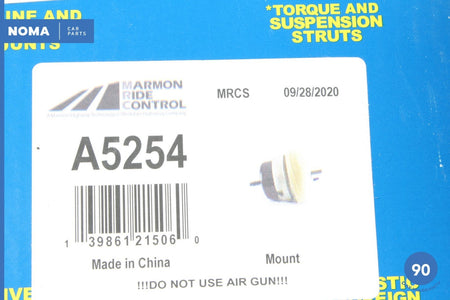 INE AND
OUNTS
NOMA CAR PARTS
*TORQUE AND
SUSPENSION
STRUTS
MARMON
RIDE
CONTROL
MRCS 09/28/2020
A5254
1 39861 21506 0
Made in China
Mount
!!!DO NOT USE AIR GUN!!!
90